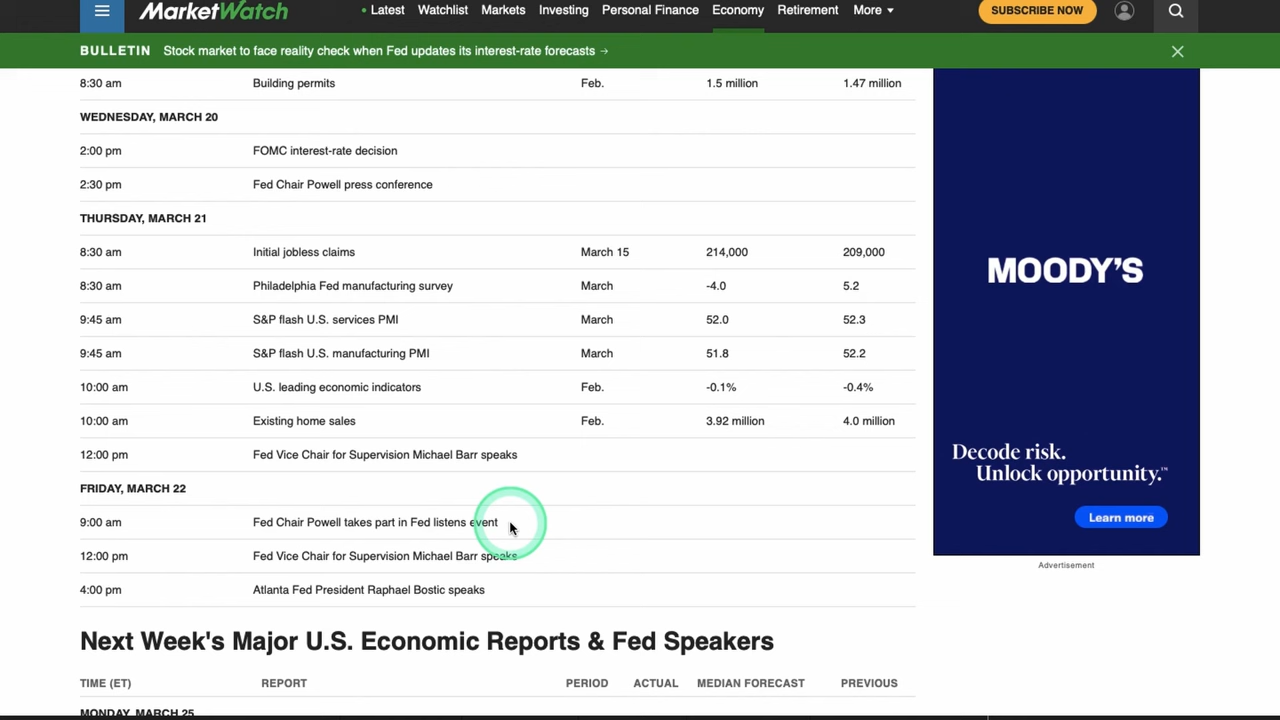 MarketWatch
Latest Watchlist Markets Investing Personal Finance Economy Retirement More
SUBSCRIBE NOW
BULLETIN Stock market to face reality check when Fed updates its interest-rate forecasts →
8:30 am Building permits Feb. 1.5 million 1.47 million
WEDNESDAY, MARCH 20
2:00 pm FOMC interest-rate decision
2:30 pm Fed Chair Powell press conference
THURSDAY, MARCH 21
8:30 am Initial jobless claims March 15 214,000 209,000
8:30 am Philadelphia Fed manufacturing survey March -4.0 5.2
9:45 am S&P flash U.S. services PMI March 52.0 52.3
9:45 am S&P flash U.S. manufacturing PMI March 51.8 52.2
10:00 am U.S. leading economic indicators Feb. -0.1% -0.4%
10:00 am Existing home sales Feb. 3.92 million 4.0 million
12:00 pm Fed Vice Chair for Supervision Michael Barr speaks
FRIDAY, MARCH 22
9:00 am Fed Chair Powell takes part in Fed listens event
12:00 pm Fed Vice Chair for Supervision Michael Barr speaks
4:00 pm Atlanta Fed President Raphael Bostic speaks
Next Week's Major U.S. Economic Reports & Fed Speakers
TIME (ET) REPORT PERIOD ACTUAL MEDIAN FORECAST PREVIOUS
MONDAY, MARCH 25
MOODY'S
Decode risk.
Unlock opportunity.™
Learn more
Advertisement